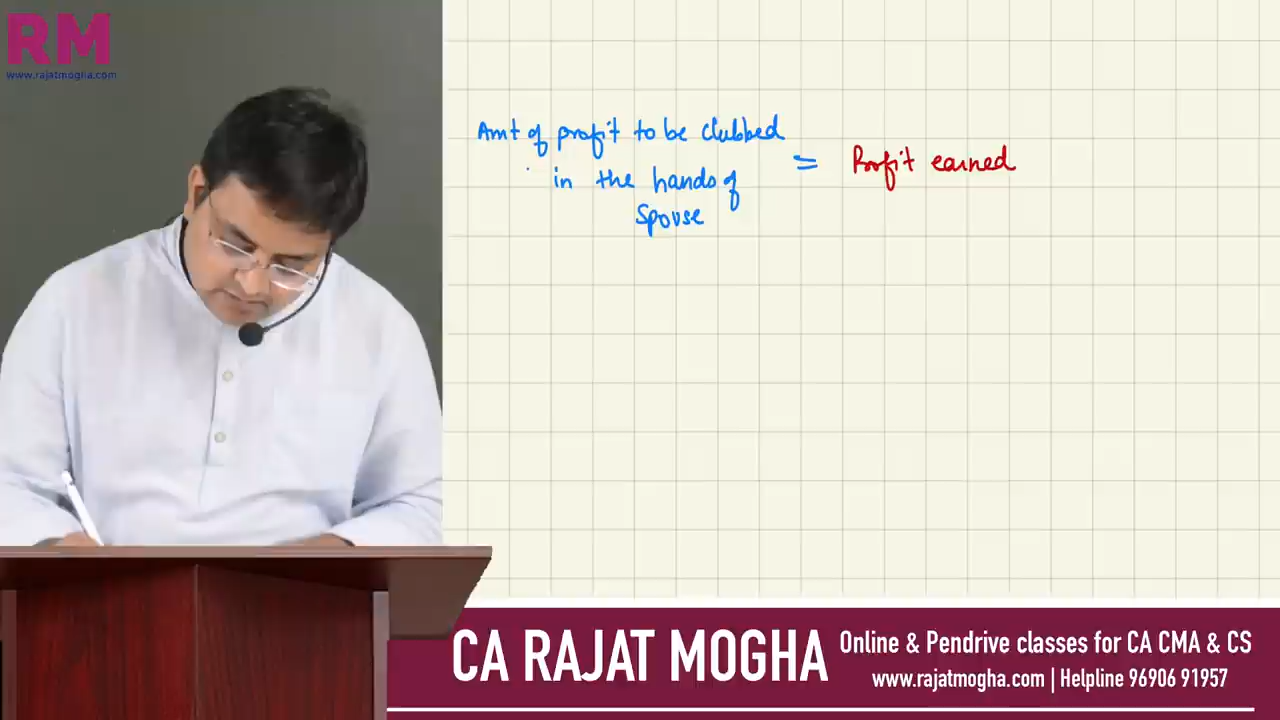 RM
www.rajatmogha.com
Amt of profit to be clubbed
in the hands of
Spouse
= Profit earned
CA RAJAT MOGHA
Online & Pendrive classes for CA CMA & CS
www.rajatmogha.com | Helpline 96906 91957